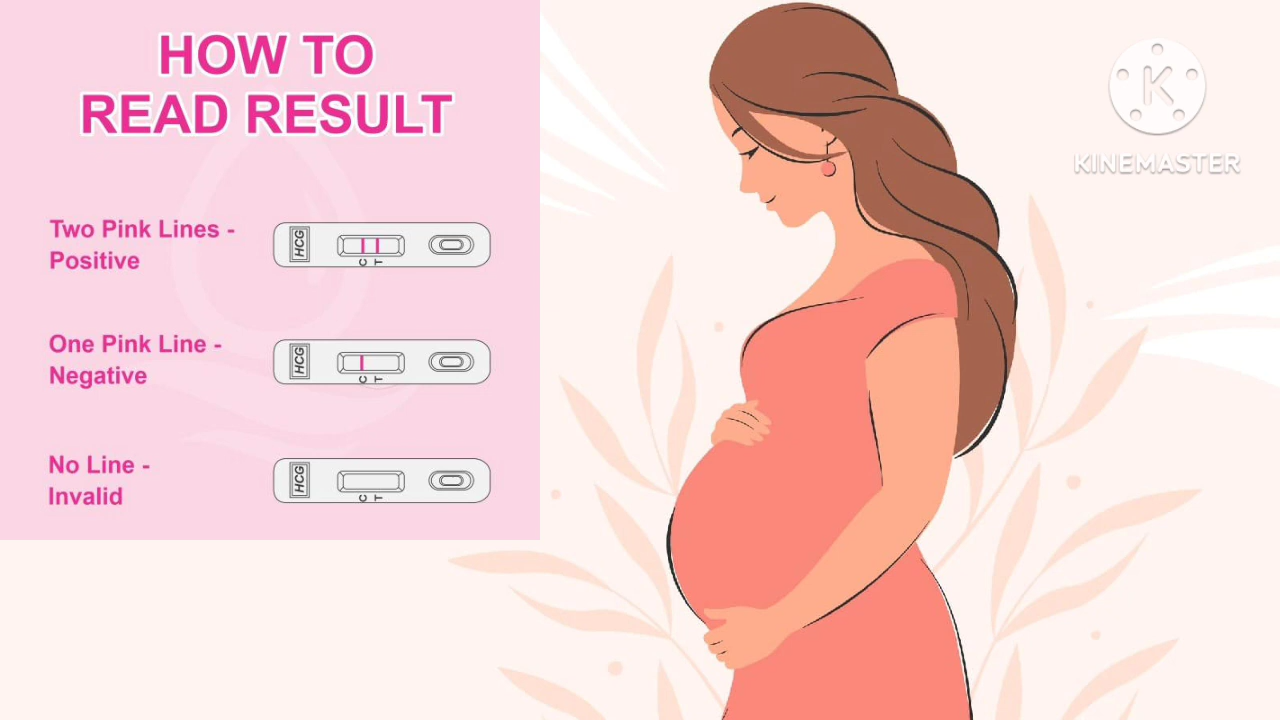 HOW TO
READ RESULT
Two Pink Lines -
Positive
HCG
C T
One Pink Line -
Negative
HCG
C T
No Line -
Invalid
HCG
C T
K
KINEMASTER